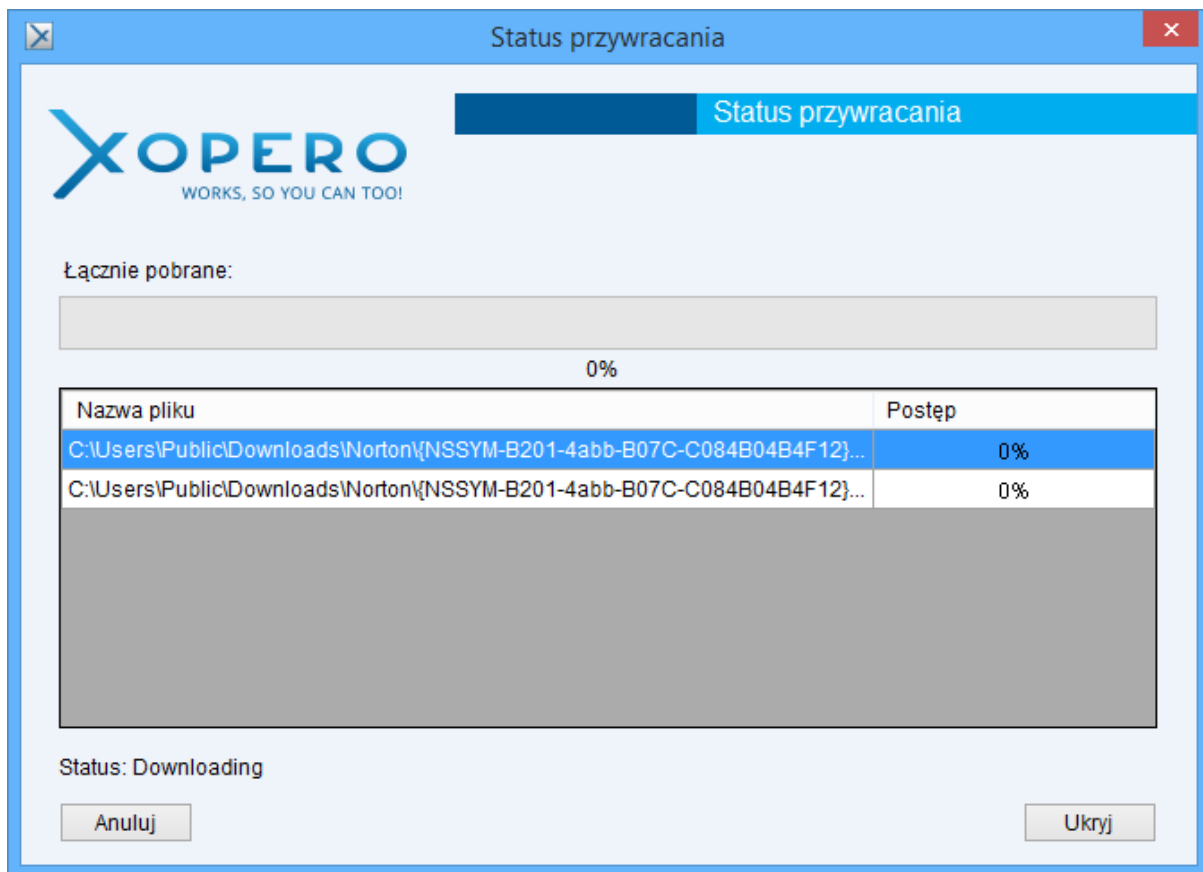 Status przywracania
Status przywracania
XOPERO
WORKS, SO YOU CAN TOO!
Łącznie pobrane:
0%
Nazwa pliku Postęp
C:\Users\Public\Downloads\Norton\{NSSYM-B201-4abb-B07C-C084B04B4F12}... 0%
C:\Users\Public\Downloads\Norton\{NSSYM-B201-4abb-B07C-C084B04B4F12}... 0%
Status: Downloading
Anuluj Ukryj